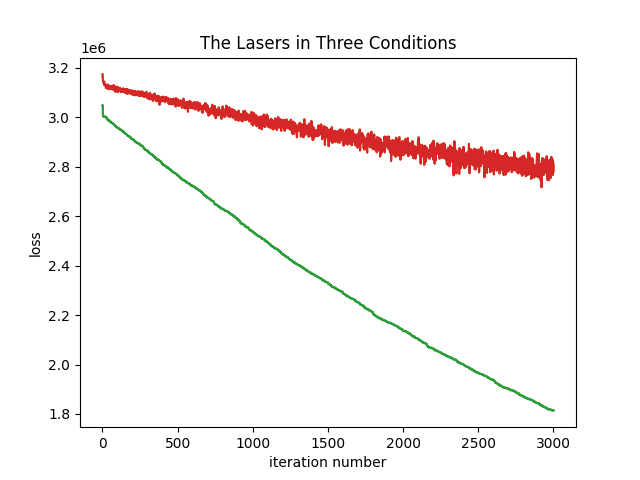 The Lasers in Three Conditions
1e6
3.2
3.0
2.8
2.6
2.4
2.2
2.0
1.8
loss
0 500 1000 1500 2000 2500 3000
iteration number